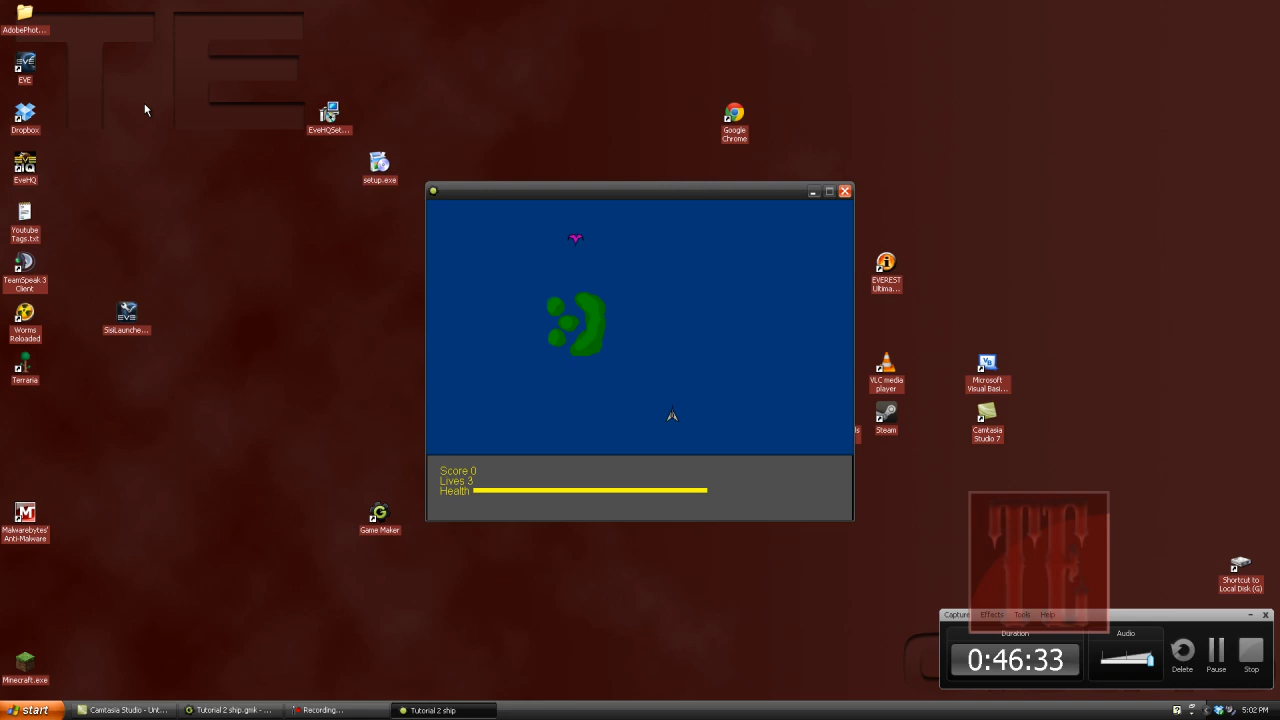 TE
AdobePhot...
EVE
Dropbox
EveHQ
Youtube
Tags.txt
TeamSpeak 3
Client
Worms
Reloaded
Terraria
Malwarebytes'
Anti-Malware
Minecraft.exe
EveHQSet...
setup.exe
SisiLaunche...
Game Maker
Google
Chrome
EVEREST
Ultima...
VLC media
player
Steam
Microsoft
Visual Basi...
Camtasia
Studio 7
Shortcut to
Local Disk (G)
Score 0
Lives 3
Health
TTT
TE
Capture Effects Tools Help
Duration
Audio
0:46:33
Delete
Pause
Stop
start
Camtasia Studio - Unt...
Tutorial 2 ship.gmk - ...
Recording...
Tutorial 2 ship
5:02 PM